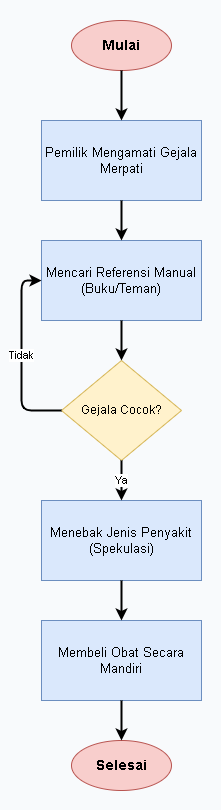 Mulai
Pemilik Mengamati Gejala
Merpati
Mencari Referensi Manual
(Buku/Teman)
Tidak
Gejala Cocok?
Ya
Menebak Jenis Penyakit
(Spekulasi)
Membeli Obat Secara
Mandiri
Selesai